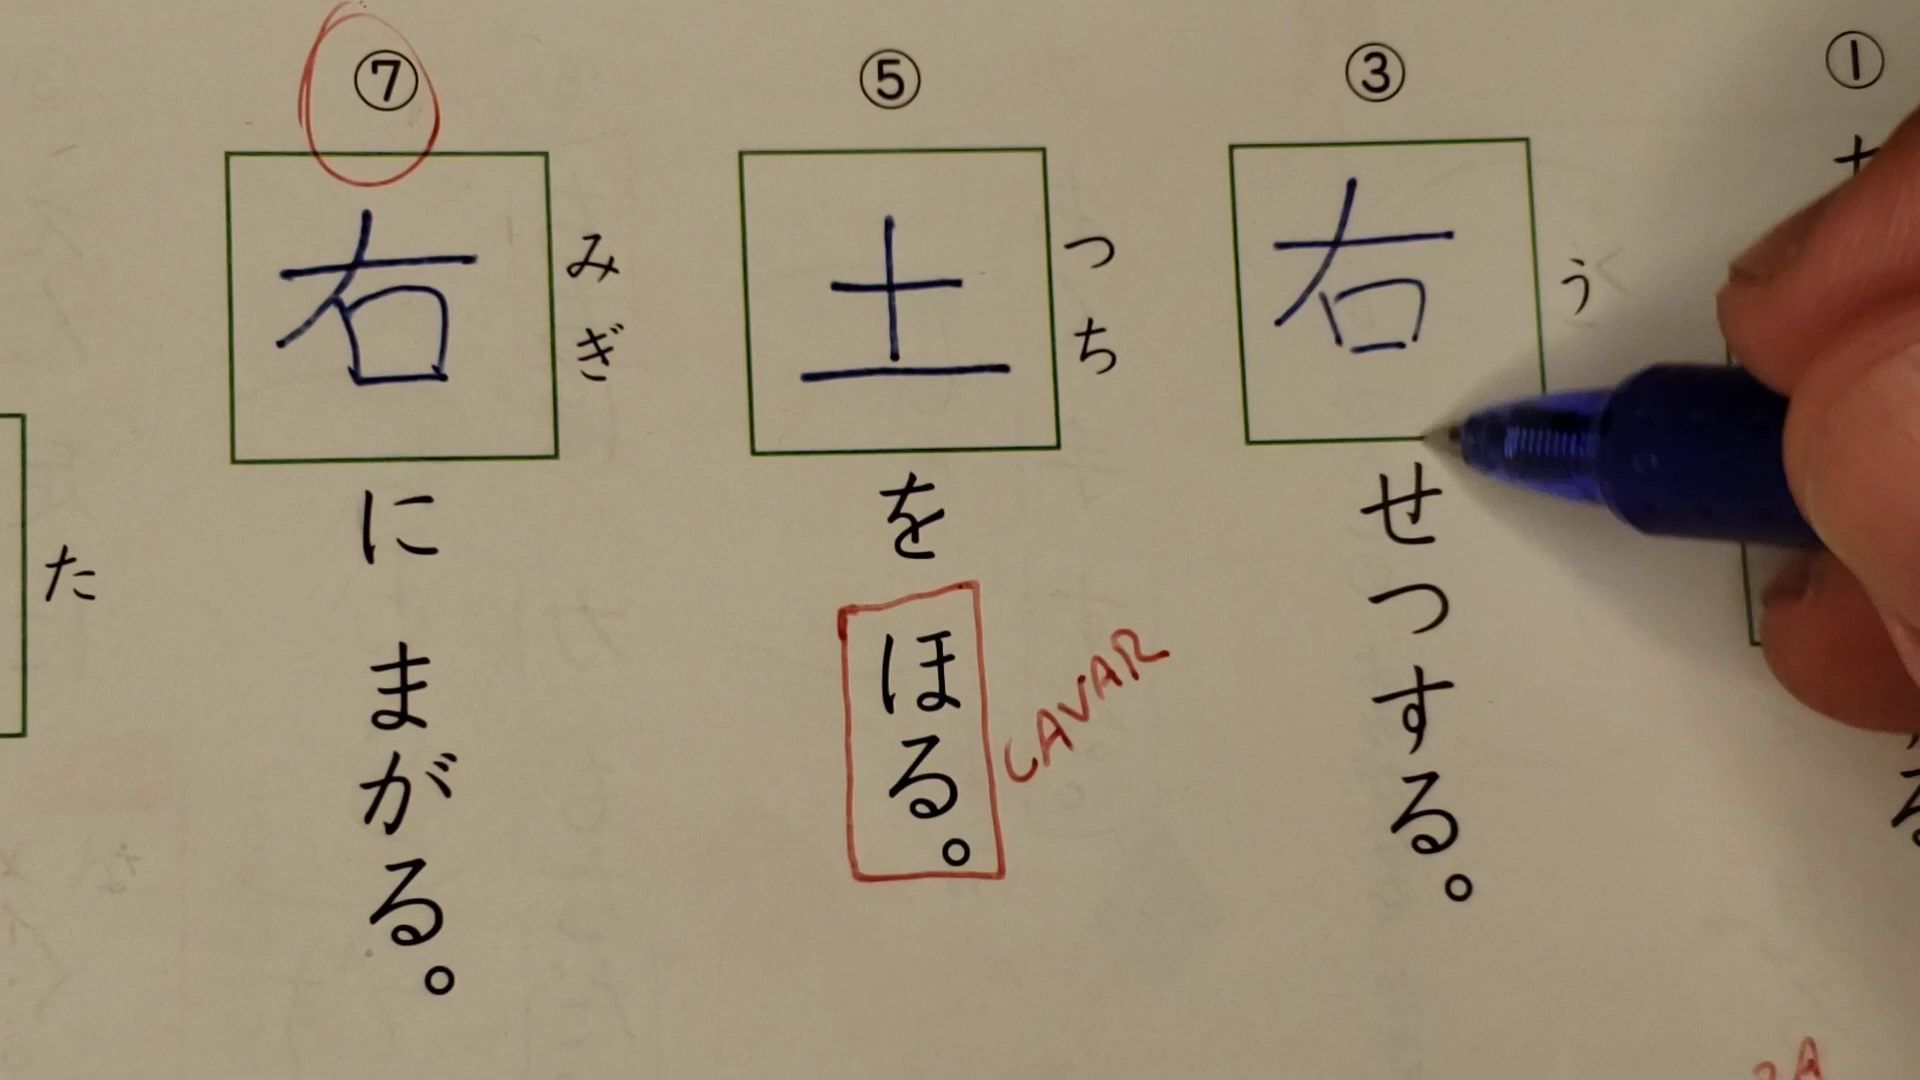 ①
③
う
右せつする。
⑤
つち
土をほる。
CAVAR
⑦
みぎ
右にまがる。
た